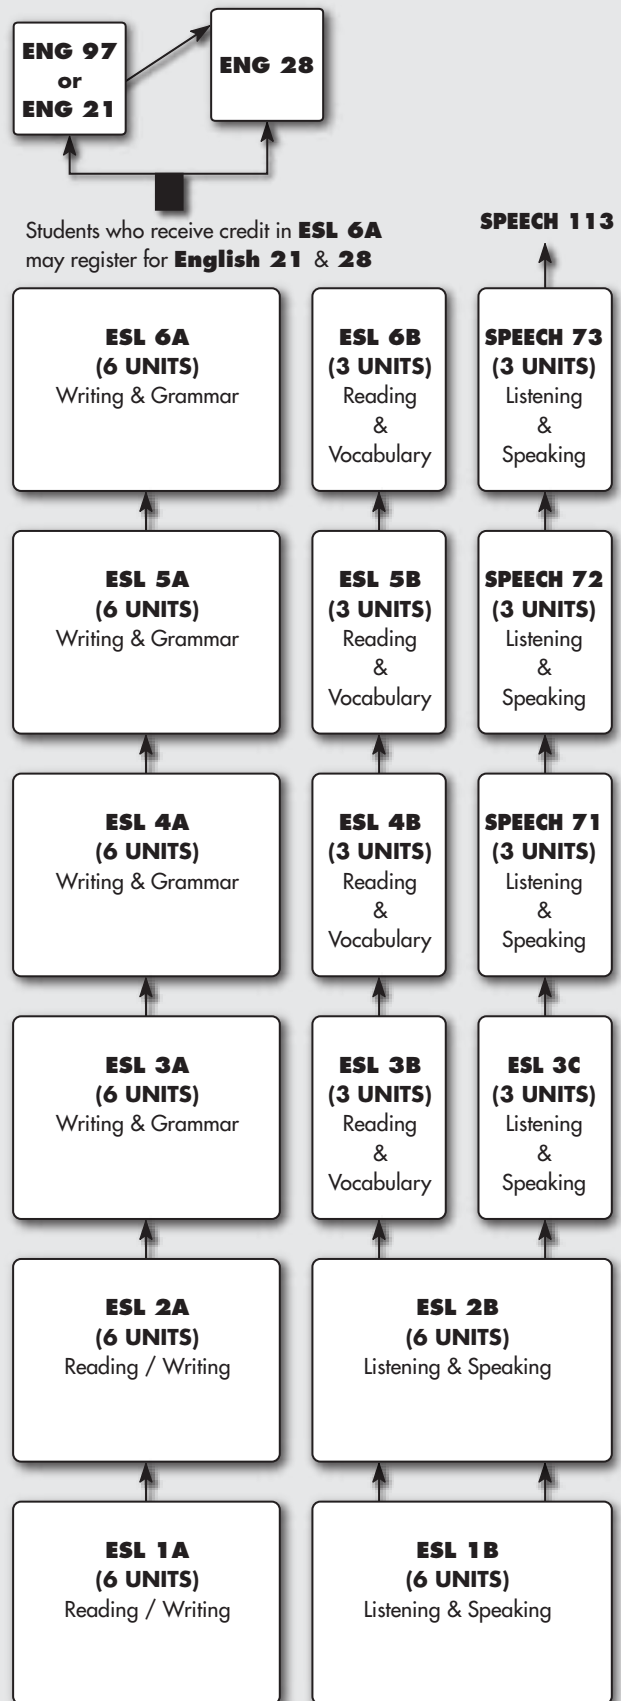 ENG 97
or
ENG 21
ENG 28
Students who receive credit in ESL 6A
may register for English 21 & 28
SPEECH 113
ESL 6A
(6 UNITS)
Writing & Grammar
ESL 6B
(3 UNITS)
Reading
&
Vocabulary
SPEECH 73
(3 UNITS)
Listening
&
Speaking
ESL 5A
(6 UNITS)
Writing & Grammar
ESL 5B
(3 UNITS)
Reading
&
Vocabulary
SPEECH 72
(3 UNITS)
Listening
&
Speaking
ESL 4A
(6 UNITS)
Writing & Grammar
ESL 4B
(3 UNITS)
Reading
&
Vocabulary
SPEECH 71
(3 UNITS)
Listening
&
Speaking
ESL 3A
(6 UNITS)
Writing & Grammar
ESL 3B
(3 UNITS)
Reading
&
Vocabulary
ESL 3C
(3 UNITS)
Listening
&
Speaking
ESL 2A
(6 UNITS)
Reading / Writing
ESL 2B
(6 UNITS)
Listening & Speaking
ESL 1A
(6 UNITS)
Reading / Writing
ESL 1B
(6 UNITS)
Listening & Speaking